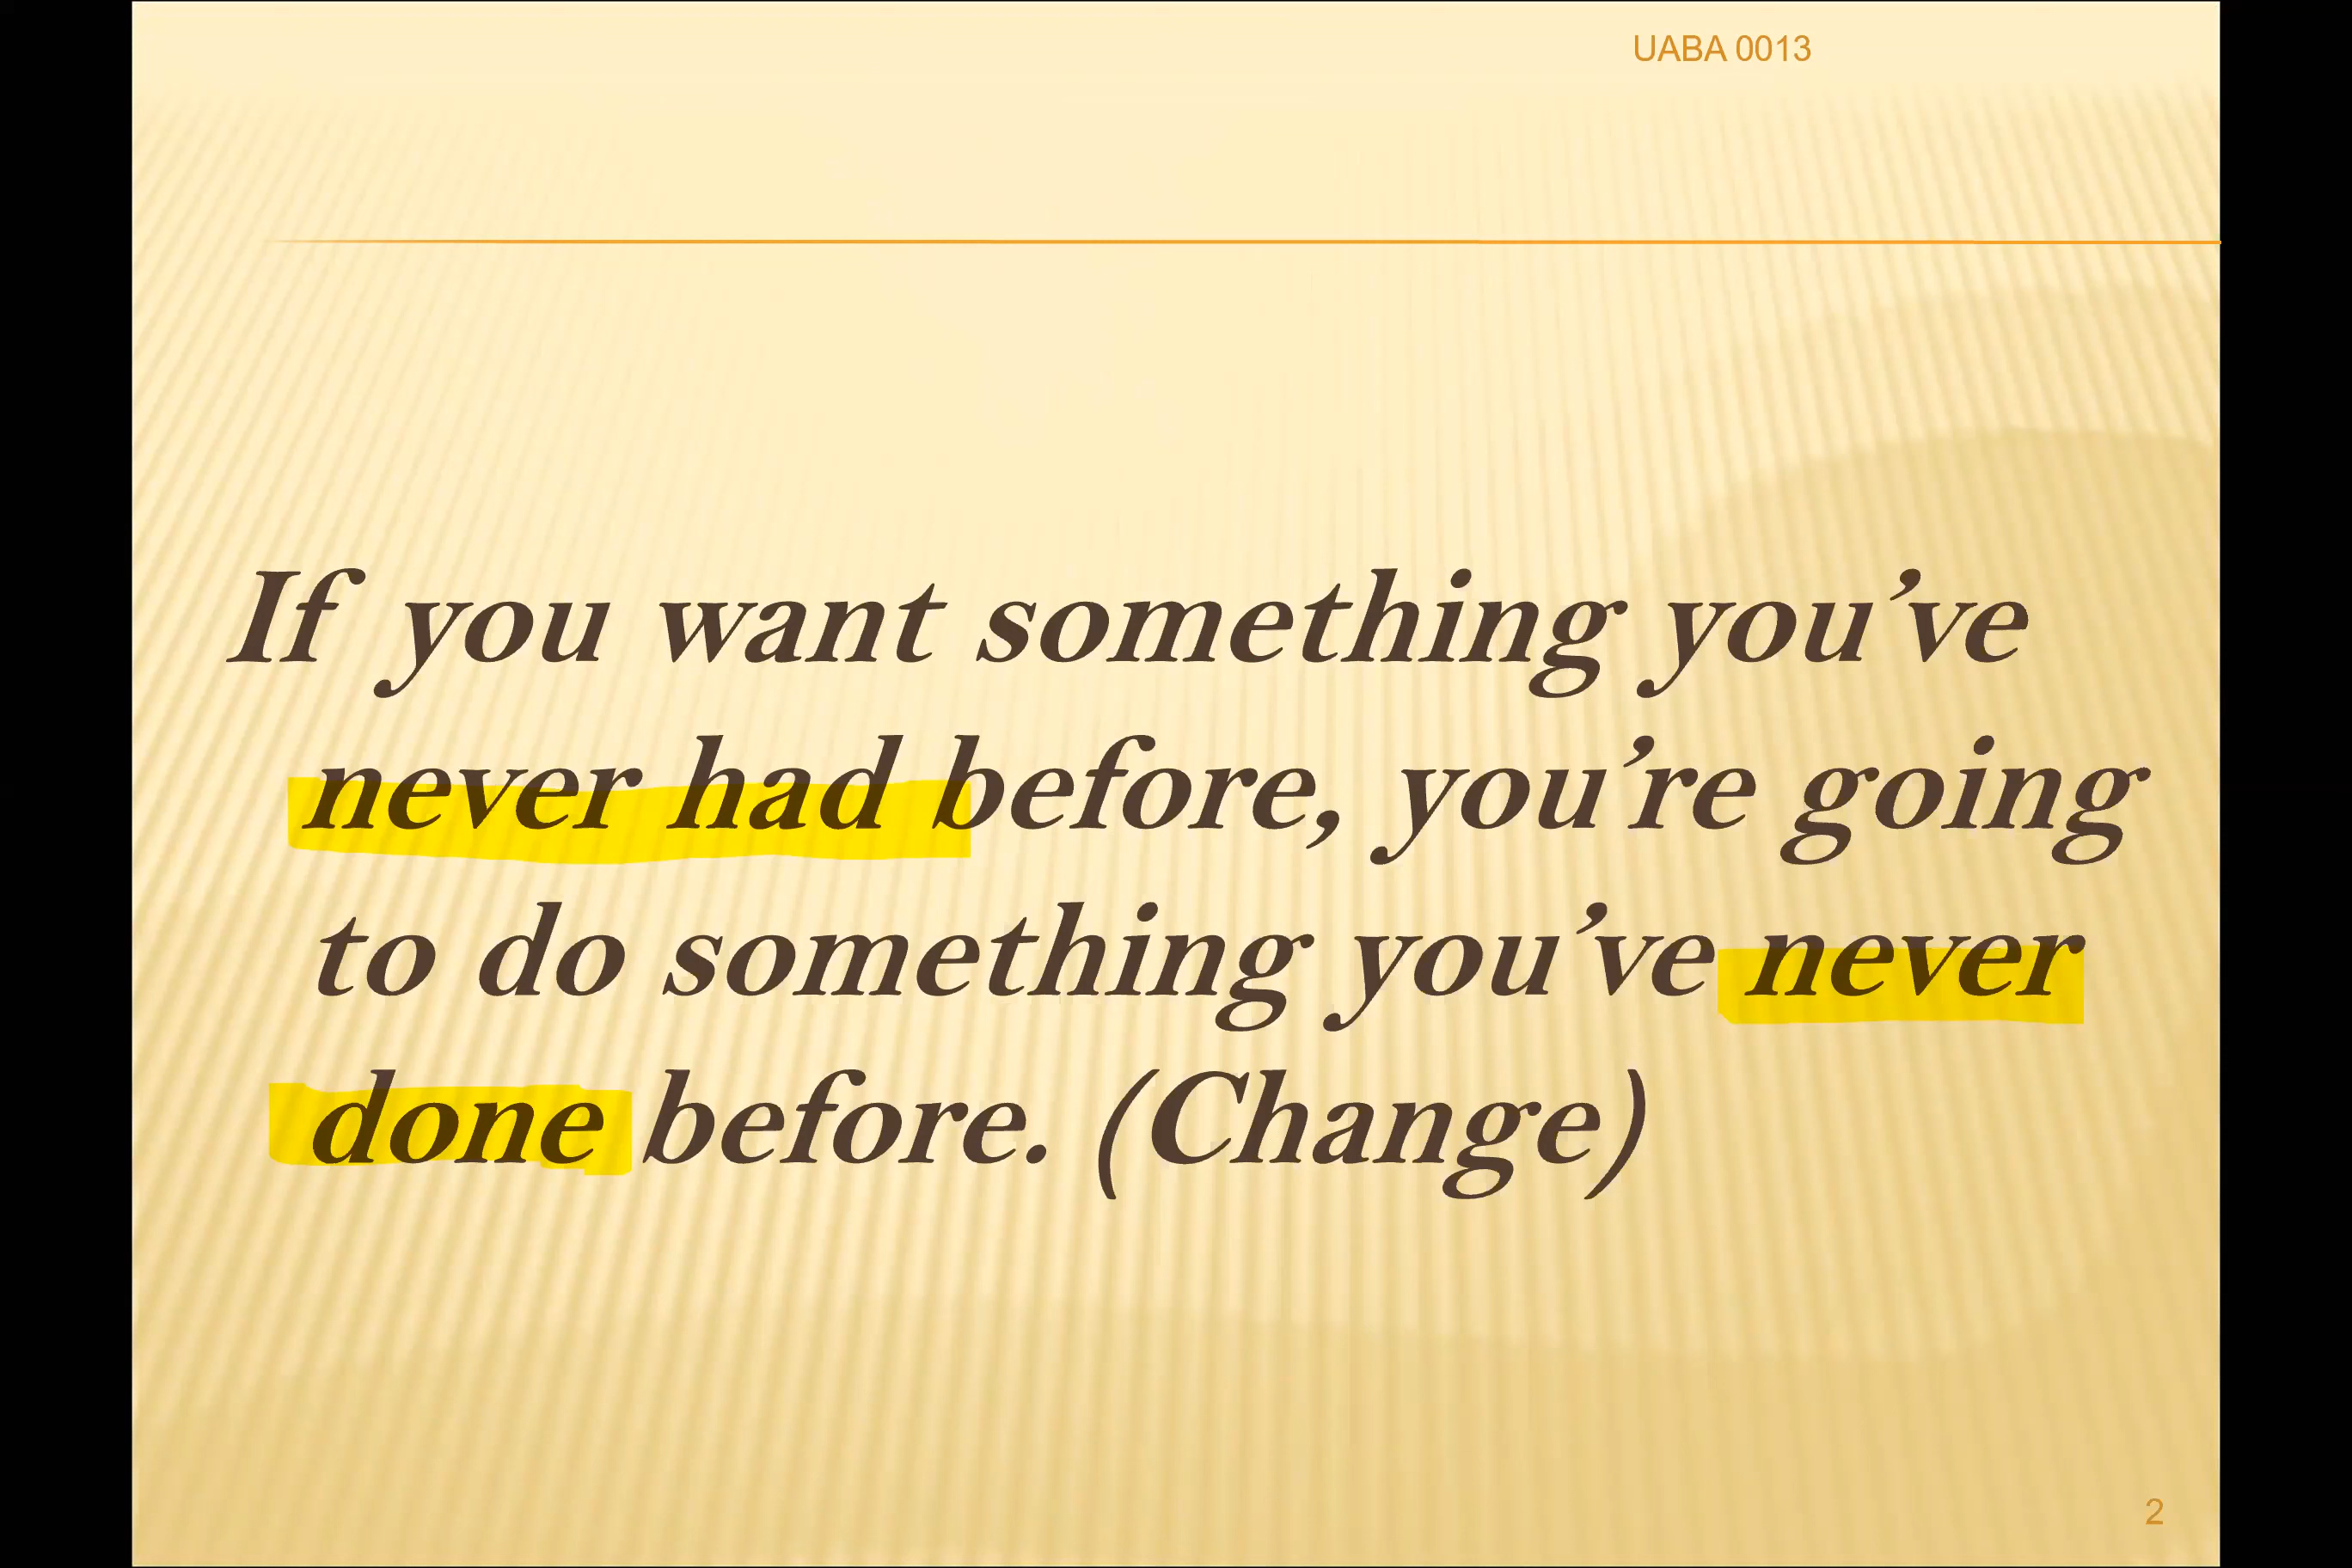 UABA 0013
If you want something you’ve
never had before, you’re going
to do something you’ve never
done before. (Change)
2